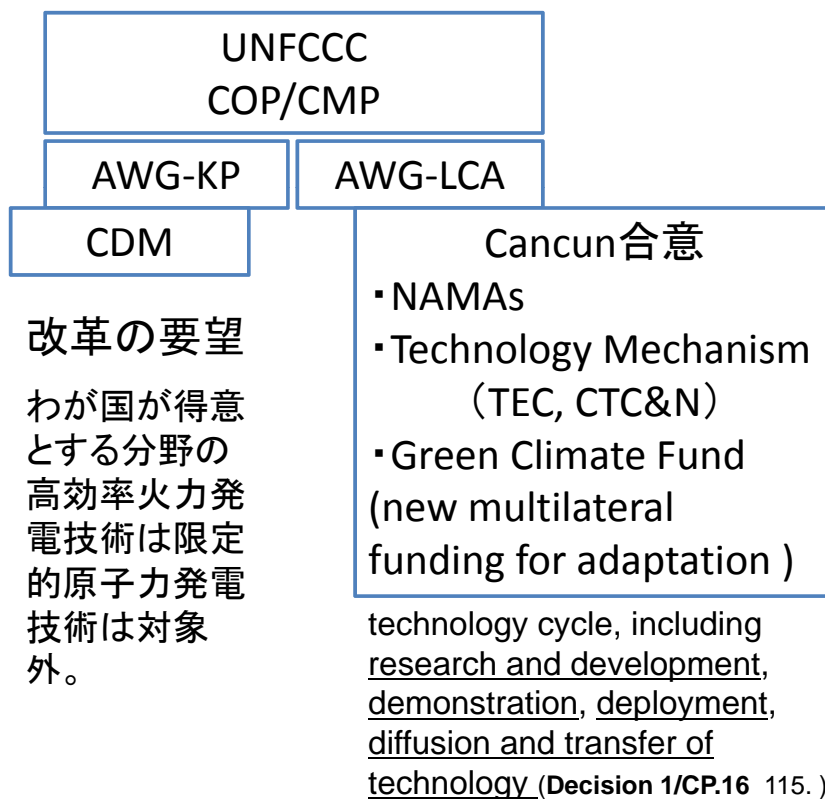 UNFCCC
COP/CMP
AWG-KP
AWG-LCA
CDM
改革の要望
わが国が得意
とする分野の
高効率火力発
電技術は限定
的原子力発電
技術は対象
外。
Cancun合意
・NAMAs
・Technology Mechanism
（TEC, CTC&N）
・Green Climate Fund
(new multilateral
funding for adaptation )
technology cycle, including
research and development,
demonstration, deployment,
diffusion and transfer of
technology (Decision 1/CP.16 115. )